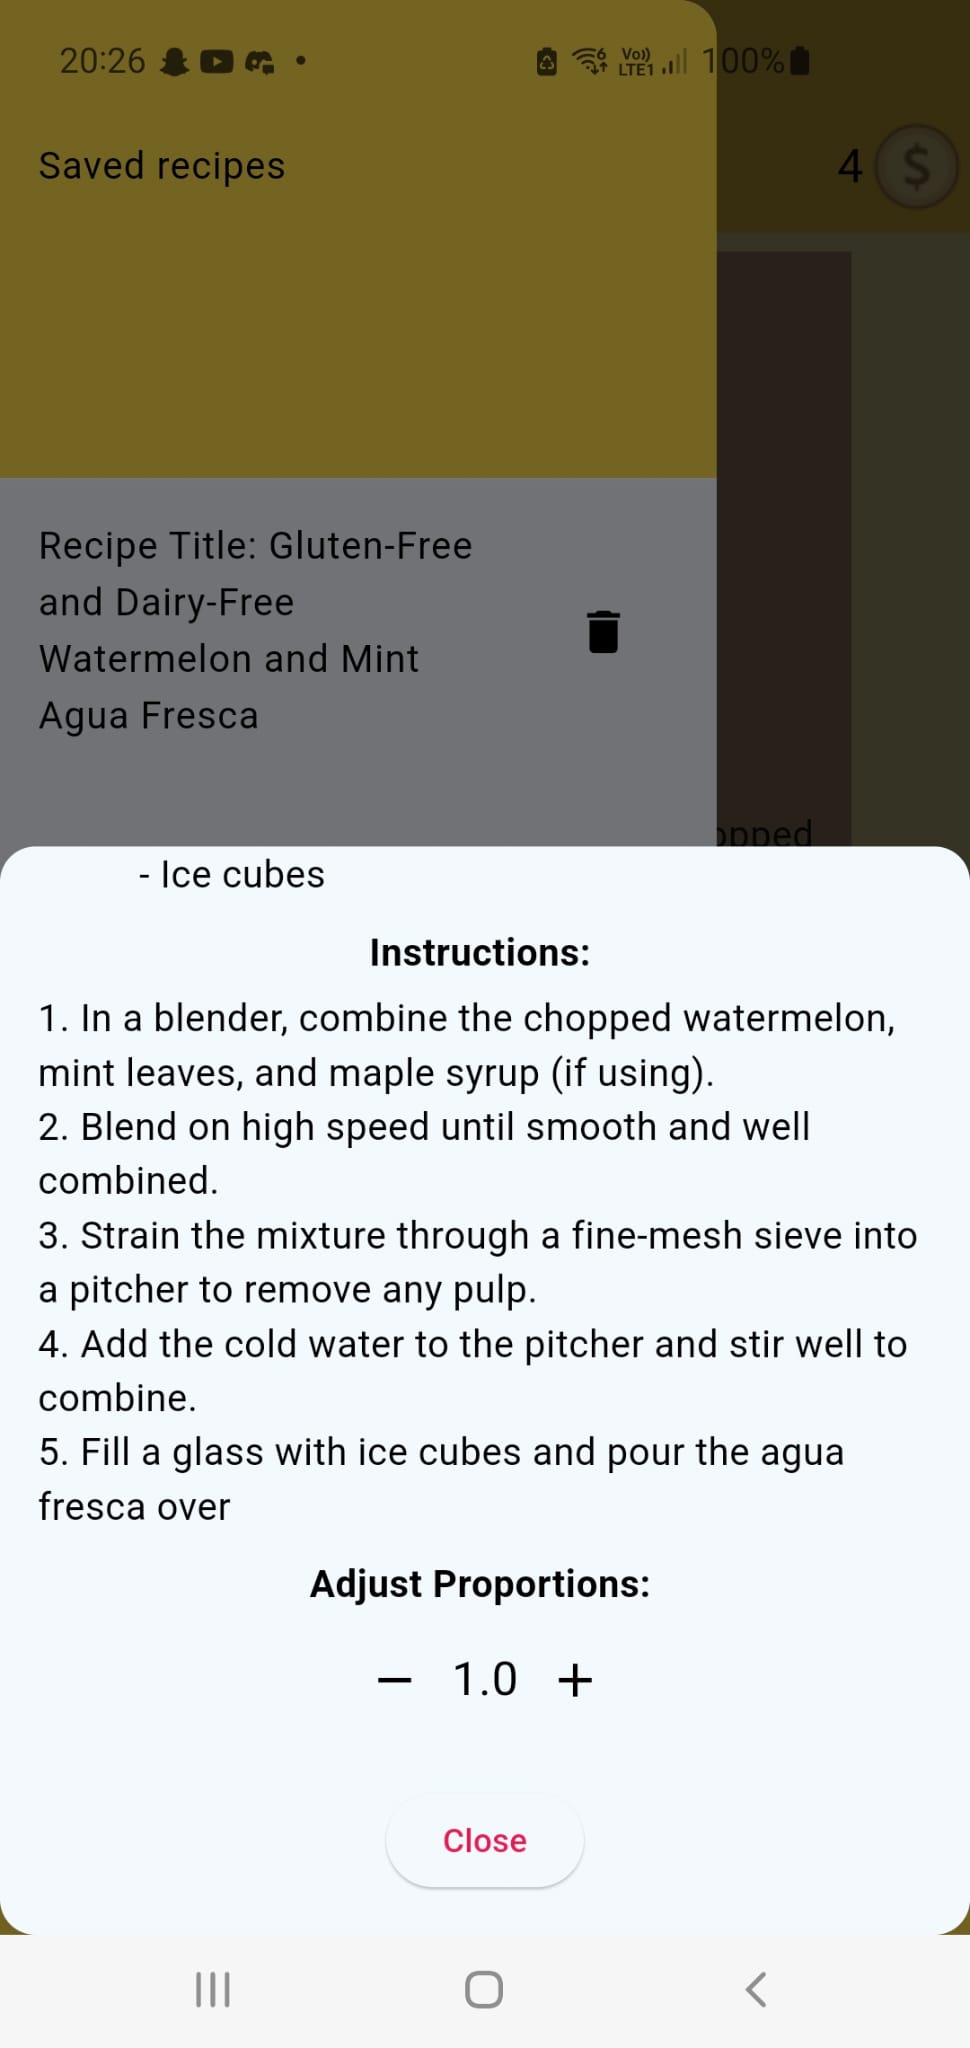 20:26
Vo)) LTE1 100%
Saved recipes
4 $
Recipe Title: Gluten-Free
and Dairy-Free
Watermelon and Mint
Agua Fresca
- Ice cubes
Instructions:
1. In a blender, combine the chopped watermelon,
mint leaves, and maple syrup (if using).
2. Blend on high speed until smooth and well
combined.
3. Strain the mixture through a fine-mesh sieve into
a pitcher to remove any pulp.
4. Add the cold water to the pitcher and stir well to
combine.
5. Fill a glass with ice cubes and pour the agua
fresca over
Adjust Proportions:
− 1.0 +
Close